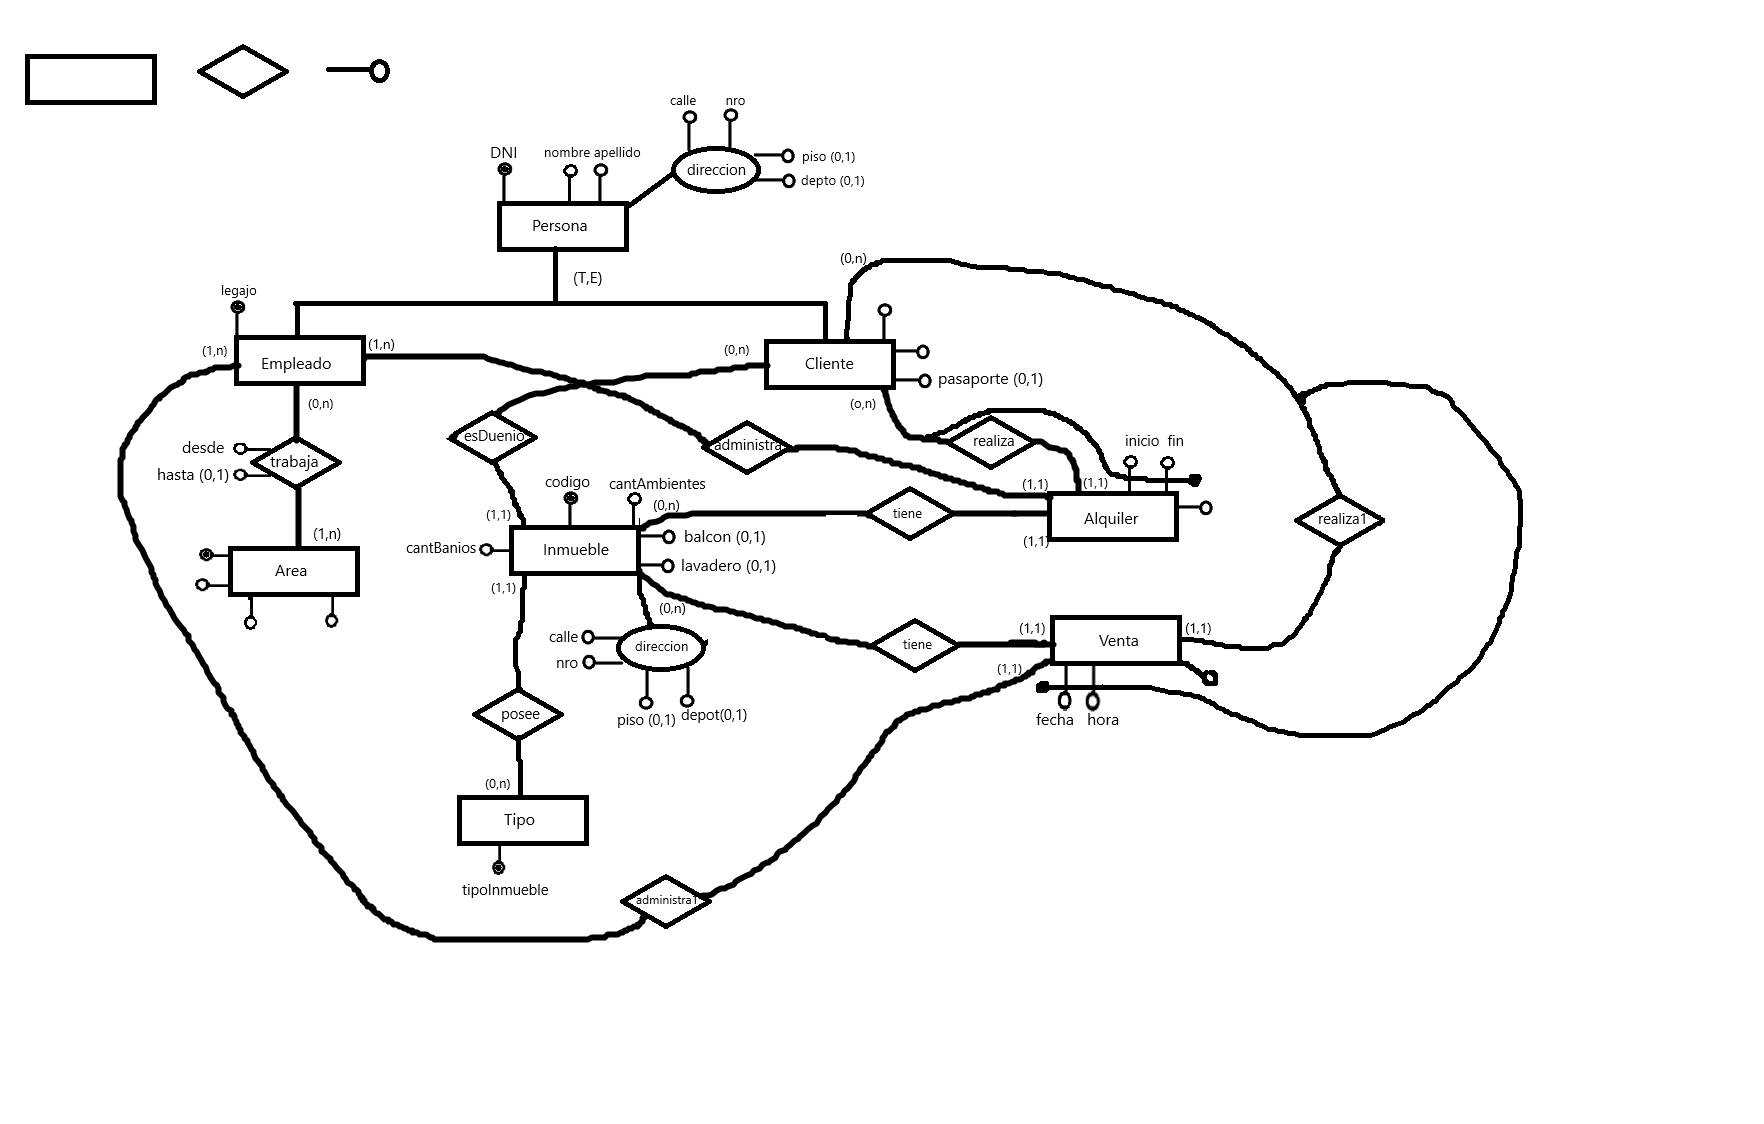 calle nro
DNI nombre apellido
direccion
piso (0,1)
depto (0,1)
Persona
(T,E)
(0,n)
legajo
(1,n) Empleado (1,n)
(0,n) Cliente
pasaporte (0,1)
(0,n)
(o,n)
desde
hasta (0,1)
trabaja
esDuenio
administra
realiza
inicio fin
codigo cantAmbientes
(0,n)
(1,1) (1,1)
(1,1)
tiene
Alquiler
realiza1
(1,n)
cantBanios
Inmueble
balcon (0,1)
lavadero (0,1)
(1,1)
Area
(1,1)
(0,n)
calle
nro
direccion
piso (0,1) depot(0,1)
tiene
(1,1) Venta (1,1)
(1,1)
fecha hora
posee
(0,n)
Tipo
tipoInmueble
administra1